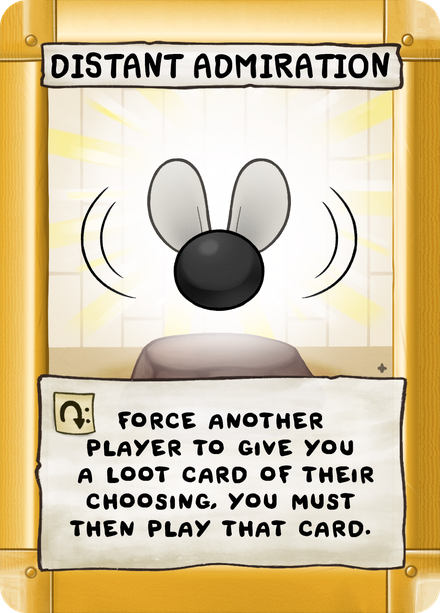 DISTANT ADMIRATION
FORCE ANOTHER
PLAYER TO GIVE YOU
A LOOT CARD OF THEIR
CHOOSING. YOU MUST
THEN PLAY THAT CARD.